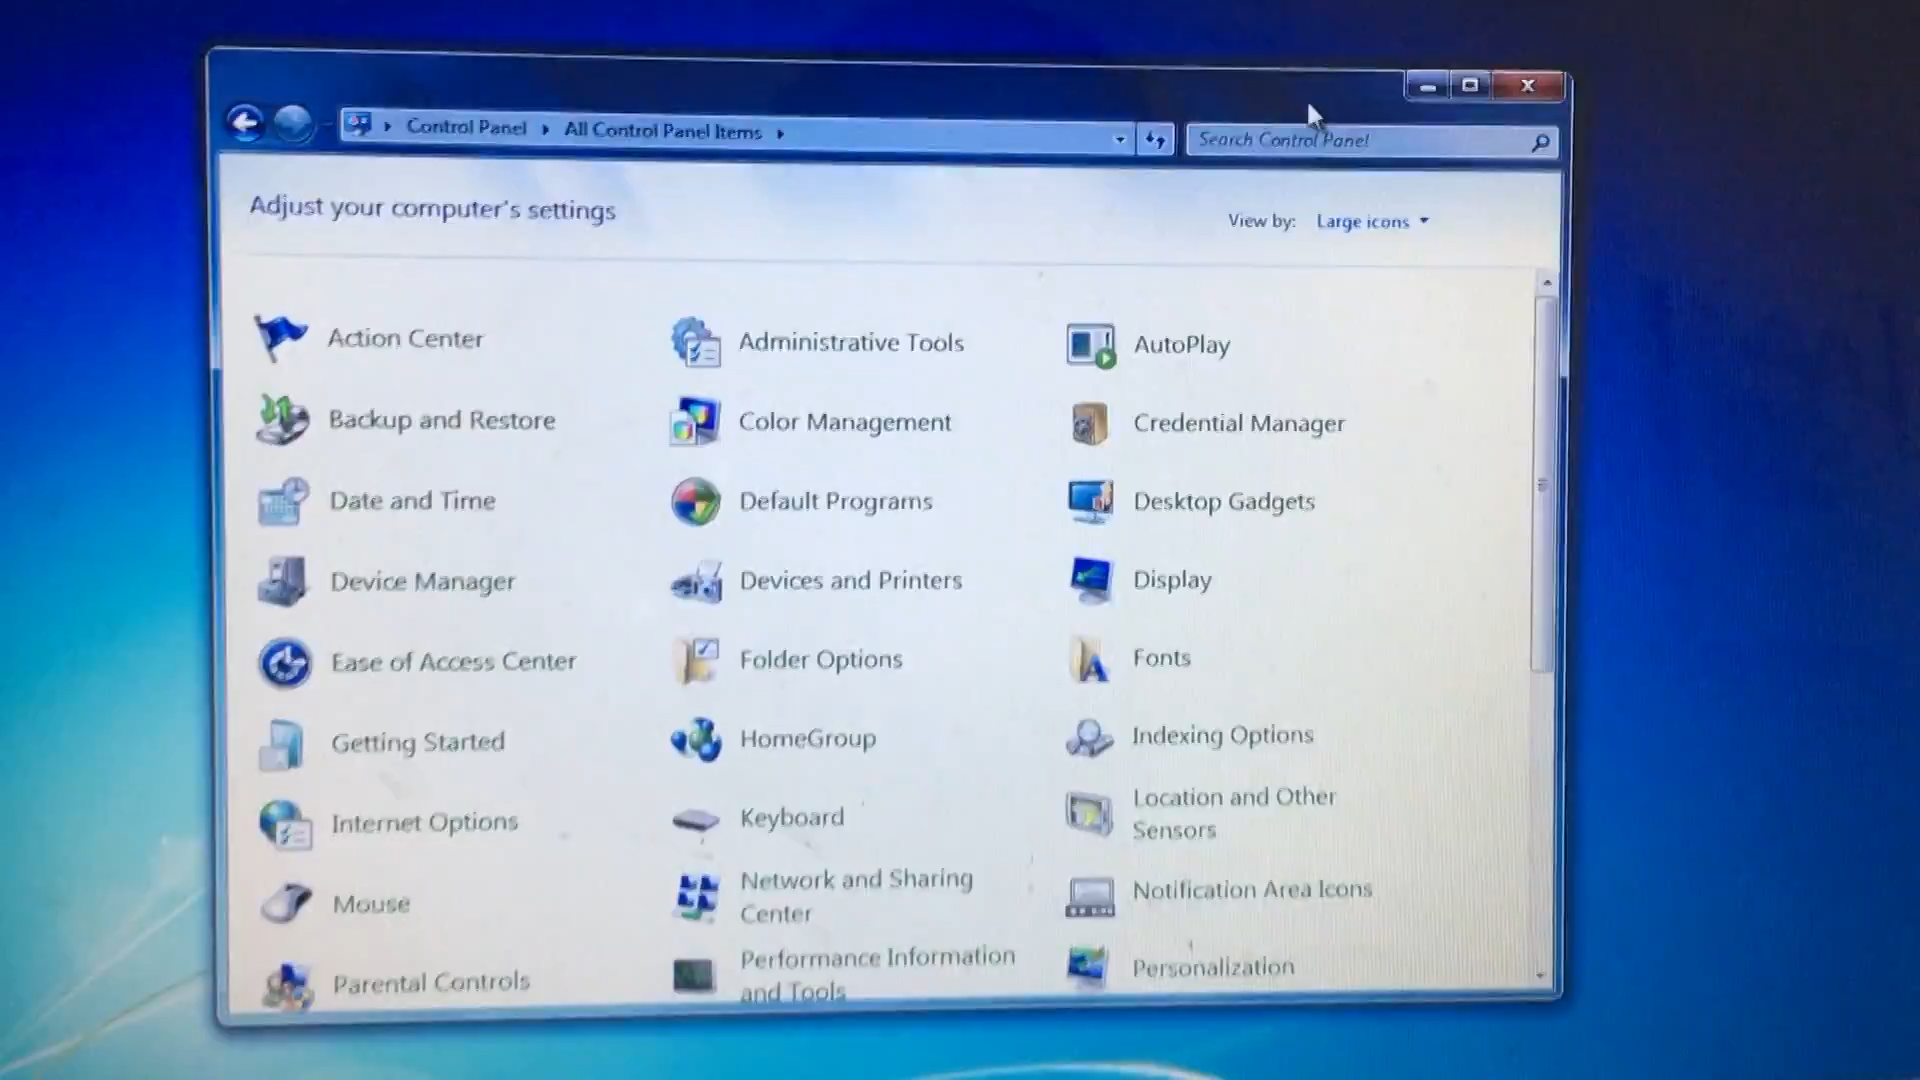 Control Panel All Control Panel Items
Search Control Panel
Adjust your computer's settings
View by: Large icons
Action Center
Administrative Tools
AutoPlay
Backup and Restore
Color Management
Credential Manager
Date and Time
Default Programs
Desktop Gadgets
Device Manager
Devices and Printers
Display
Ease of Access Center
Folder Options
Fonts
Getting Started
HomeGroup
Indexing Options
Internet Options
Keyboard
Location and Other
Sensors
Mouse
Network and Sharing
Center
Notification Area Icons
Parental Controls
Performance Information
and Tools
Personalization